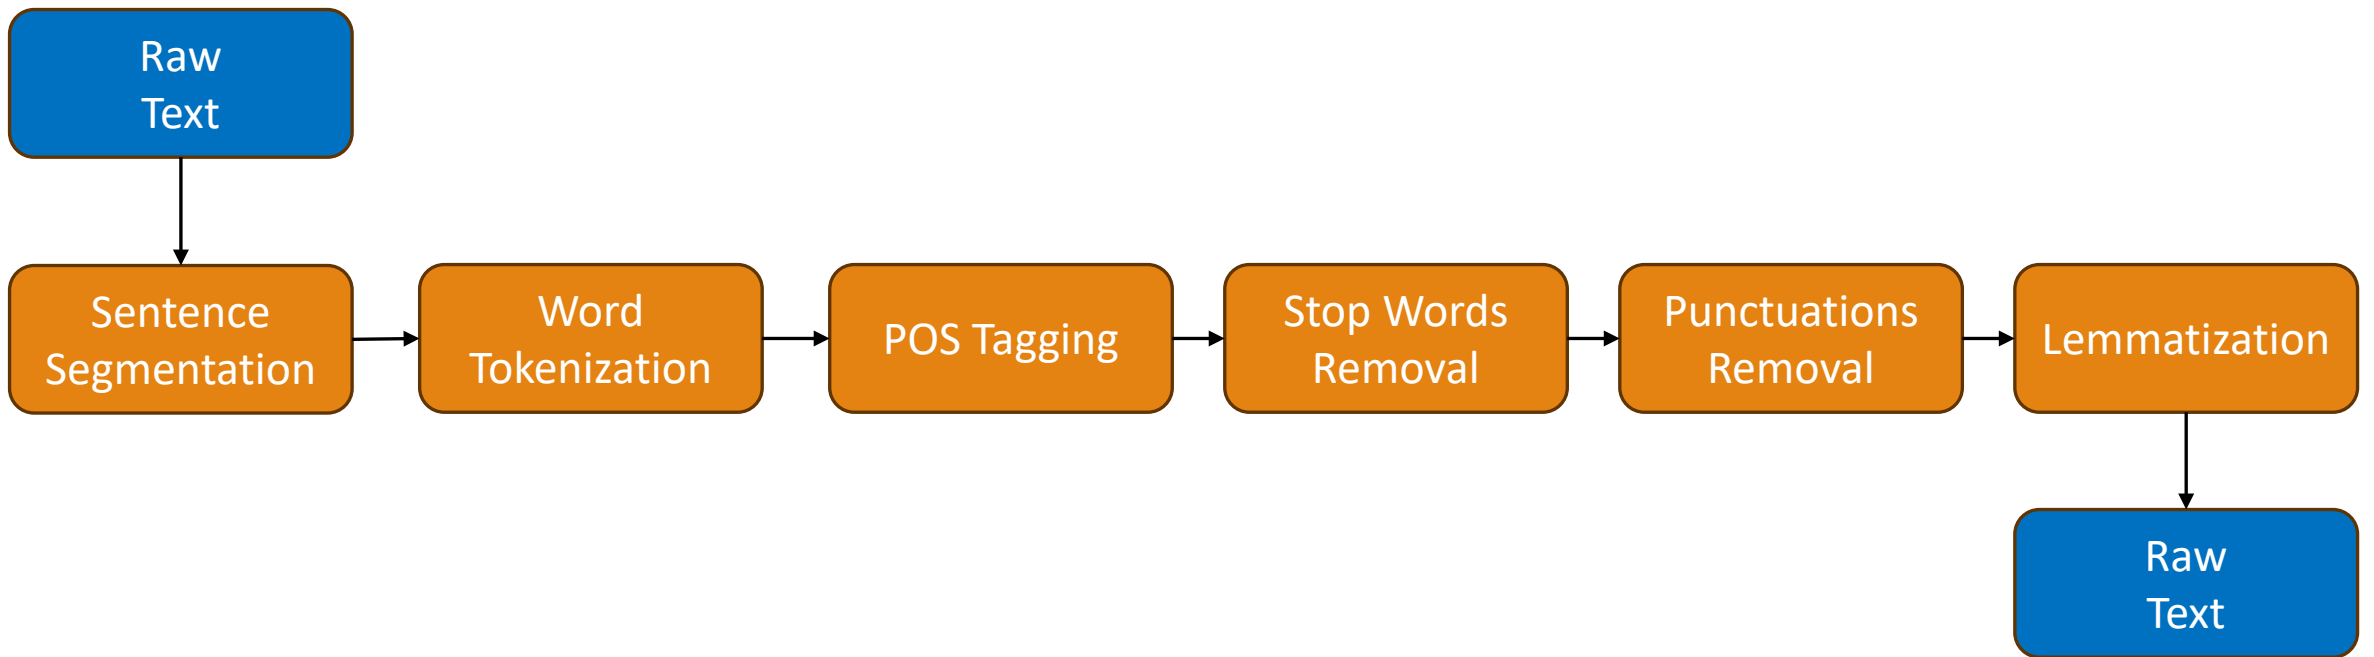 Raw
Text
Sentence
Segmentation
Word
Tokenization
POS Tagging
Stop Words
Removal
Punctuations
Removal
Lemmatization
Raw
Text